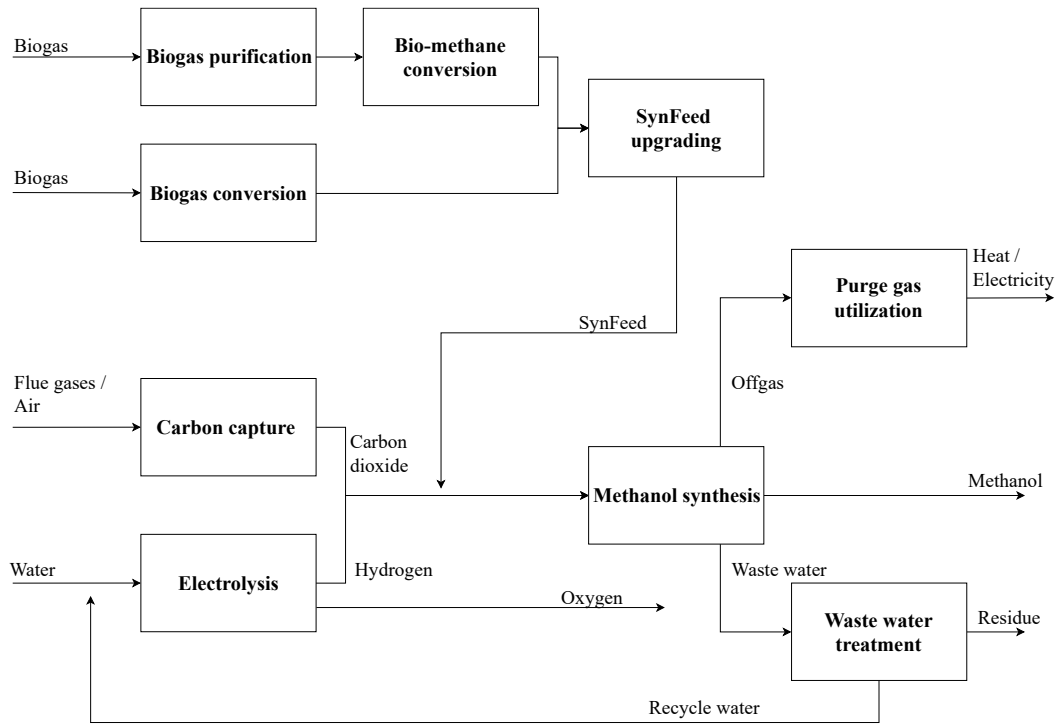 Biogas
Biogas purification
Bio-methane
conversion
SynFeed
upgrading
Biogas
Biogas conversion
Heat /
Electricity
Purge gas
utilization
SynFeed
Offgas
Flue gases /
Air
Carbon capture
Carbon
dioxide
Methanol synthesis
Methanol
Water
Electrolysis
Hydrogen
Oxygen
Waste water
Waste water
treatment
Residue
Recycle water